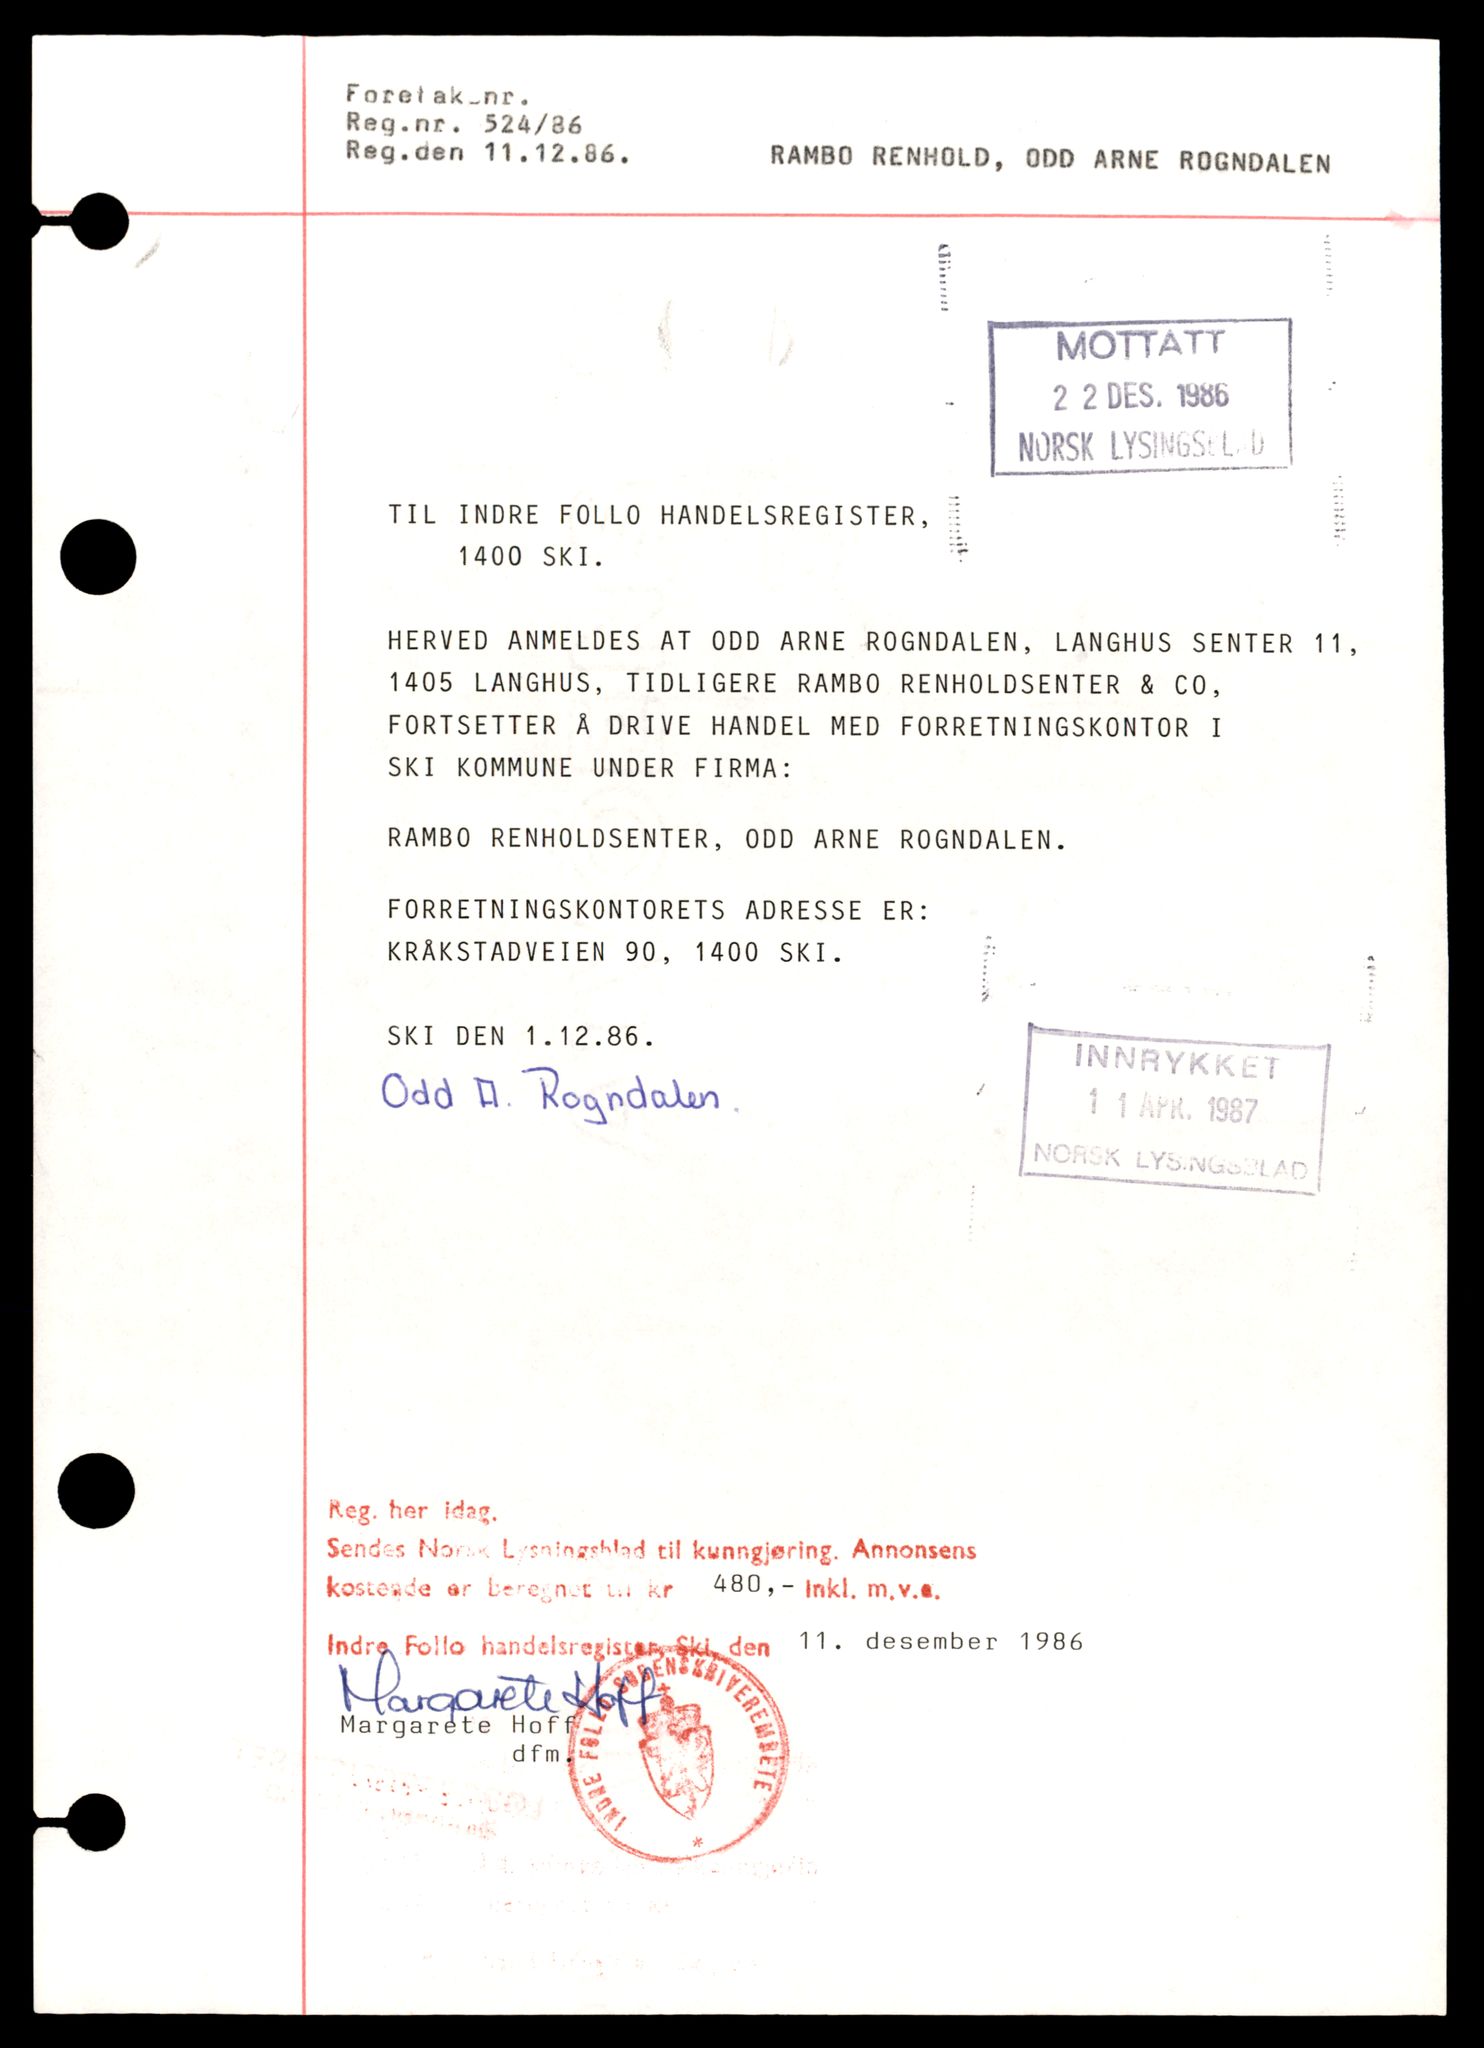 Foretak-nr.
Reg.nr. 524/86
Reg.den 11.12.86.
RAMBO RENHOLD, ODD ARNE ROGNDALEN
MOTTATT
22 DES. 1986
NORSK LYSINGSBLAD
TIL INDRE FOLLO HANDELSREGISTER,
1400 SKI.
HERVED ANMELDES AT ODD ARNE ROGNDALEN, LANGHUS SENTER 11,
1405 LANGHUS, TIDLIGERE RAMBO RENHOLDSENTER & CO,
FORTSETTER Å DRIVE HANDEL MED FORRETNINGSKONTOR I
SKI KOMMUNE UNDER FIRMA:
RAMBO RENHOLDSENTER, ODD ARNE ROGNDALEN.
FORRETNINGSKONTORETS ADRESSE ER:
KRÅKSTADVEIEN 90, 1400 SKI.
SKI DEN 1.12.86.
Odd A. Rogndalen.
INNRYKKET
11 APR. 1987
NORSK LYSINGSBLAD
Reg. her idag.
Sendes Norsk Lysningsblad til kunngjøring. Annonsens
kostende er beregnet til kr 480,- inkl. m.v.a.
Indre Follo handelsregister, Ski, den 11. desember 1986
Margarete Hoff
Margarete Hoff
dfm.
INDRE FOLLO SORENSKRIVEREMBETE *